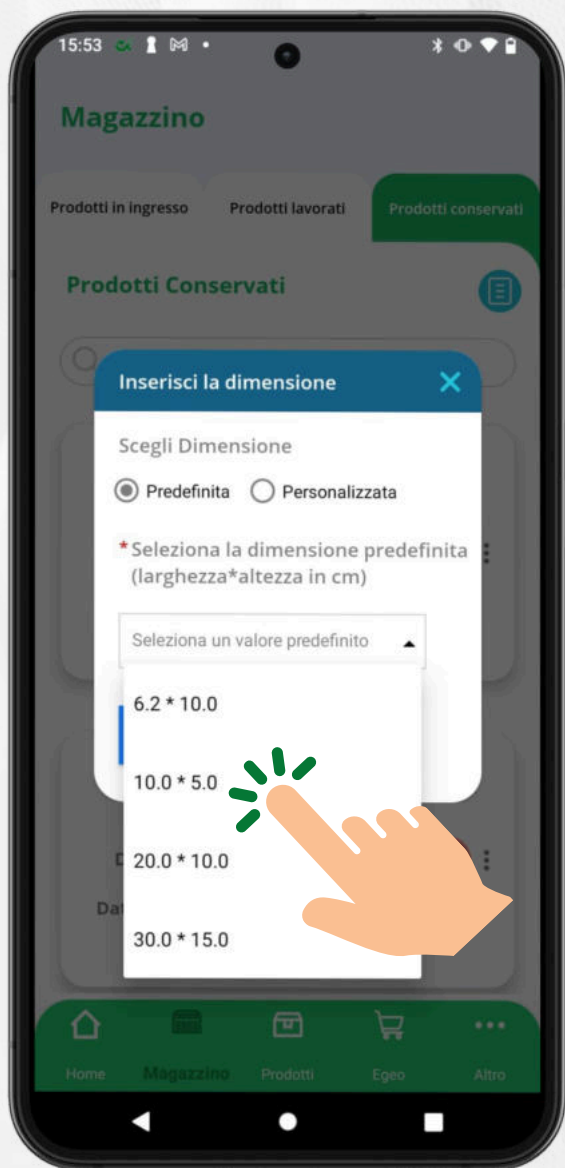 15:53
Magazzino
Prodotti in ingresso
Prodotti lavorati
Prodotti conservati
Prodotti Conservati
Inserisci la dimensione
Scegli Dimensione
Predefinita
Personalizzata
*Seleziona la dimensione predefinita
(larghezza*altezza in cm)
Seleziona un valore predefinito
6.2 * 10.0
10.0 * 5.0
20.0 * 10.0
30.0 * 15.0
Home
Magazzino
Prodotti
Egeo
Altro